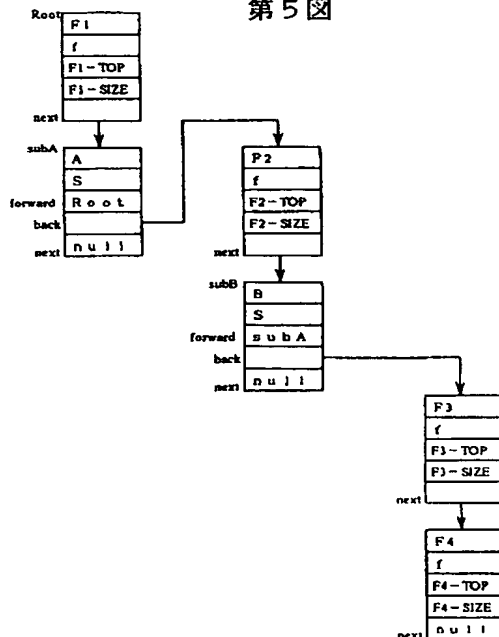 第5図
Root
F1
f
F1-TOP
F1-SIZE
next
subA
A
S
forward
Root
back
next
null
F2
f
F2-TOP
F2-SIZE
next
subB
B
S
forward
subA
back
next
null
F3
f
F3-TOP
F3-SIZE
next
F4
f
F4-TOP
F4-SIZE
next
null